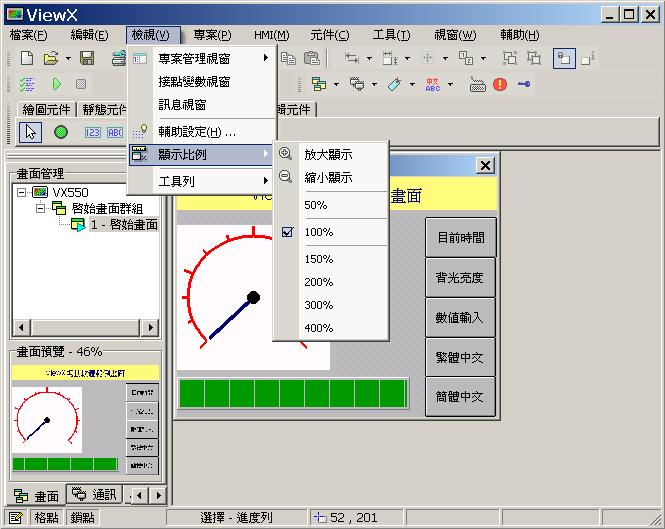 ViewX
檔案(F) 編輯(E) 檢視(V) 專案(P) HMI(M) 元件(C) 工具(T) 視窗(W) 輔助(H)
專案管理視窗
接點變數視窗
訊息視窗
輔助設定(H) ...
顯示比例
工具列
放大顯示
縮小顯示
50%
100%
150%
200%
300%
400%
中文
ABC
繪圖元件 靜態元件 輯元件
123 ABC
畫面管理
VX550
啓始畫面群組
1 - 啓始畫面
畫面
目前時間
背光亮度
數值輸入
繁體中文
簡體中文
畫面預覽 - 46%
畫面 通訊
格點 鎖點 選擇 - 進度列 52 , 201